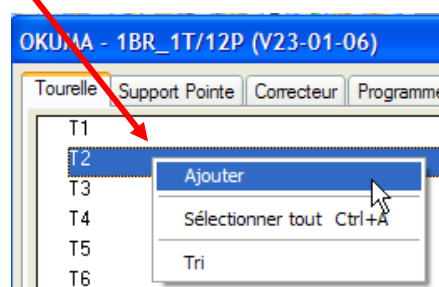 OKUMA - 1BR_1T/12P (V23-01-06)
Tourelle Support Pointe Correcteur Programme
T1
T2
Ajouter
T3
T4
Sélectionner tout Ctrl+A
T5
Tri
T6